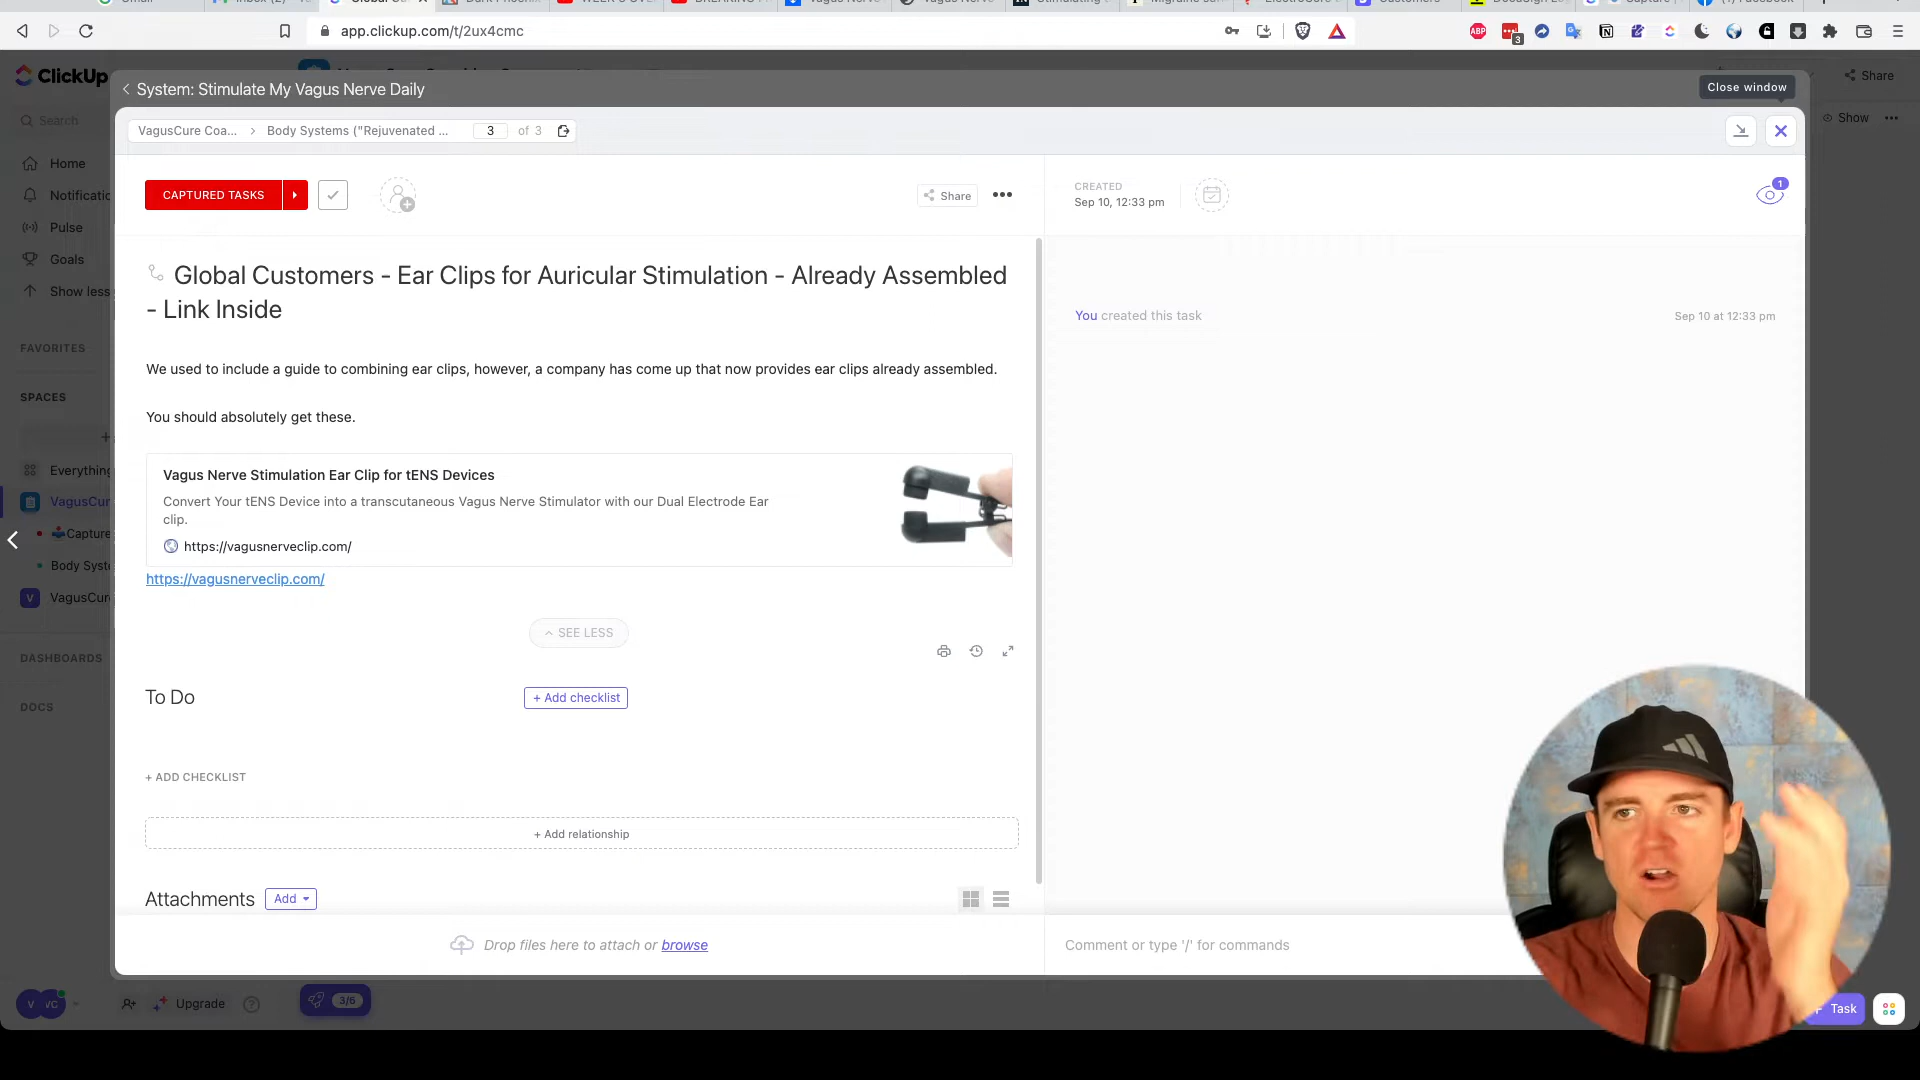 app.clickup.com/t/2ux4cmc
3
ClickUp
System: Stimulate My Vagus Nerve Daily
Close window
Share
Search
VagusCure Coa... > Body Systems ("Rejuvenated ... 3 of 3
Show
Home
Notificatio
Pulse
Goals
Show less
FAVORITES
SPACES
Everything
VagusCur
Capture
Body Syste
V VagusCure
DASHBOARDS
DOCS
CAPTURED TASKS
Share
CREATED
Sep 10, 12:33 pm
1
Global Customers - Ear Clips for Auricular Stimulation - Already Assembled
- Link Inside
You created this task
Sep 10 at 12:33 pm
We used to include a guide to combining ear clips, however, a company has come up that now provides ear clips already assembled.
You should absolutely get these.
Vagus Nerve Stimulation Ear Clip for tENS Devices
Convert Your tENS Device into a transcutaneous Vagus Nerve Stimulator with our Dual Electrode Ear
clip.
https://vagusnerveclip.com/
https://vagusnerveclip.com/
SEE LESS
To Do
+ Add checklist
+ ADD CHECKLIST
+ Add relationship
Attachments
Add
Drop files here to attach or browse
Comment or type '/' for commands
V VC
Upgrade
3/6
Task